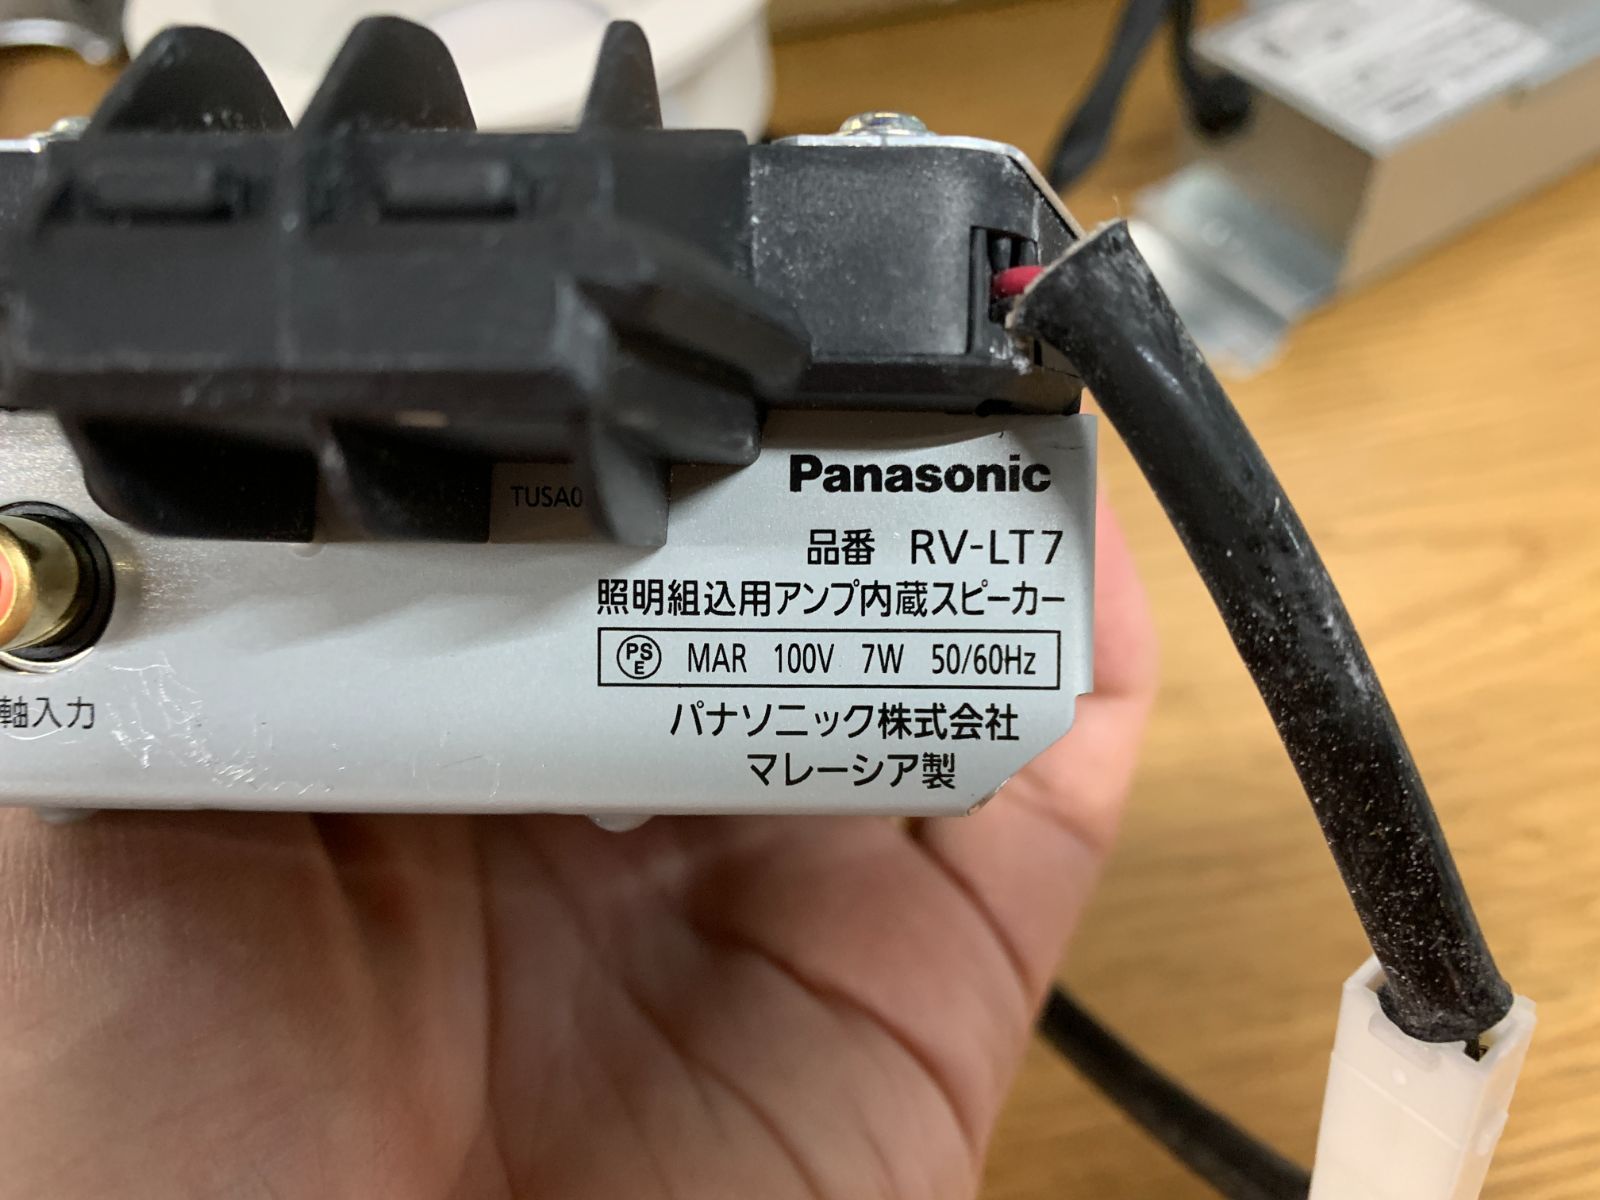 TUSA0
Panasonic
品番 RV-LT7
照明組込用アンプ内蔵スピーカー
PS E MAR 100V 7W 50/60Hz
パナソニック株式会社
マレーシア製
軸入力